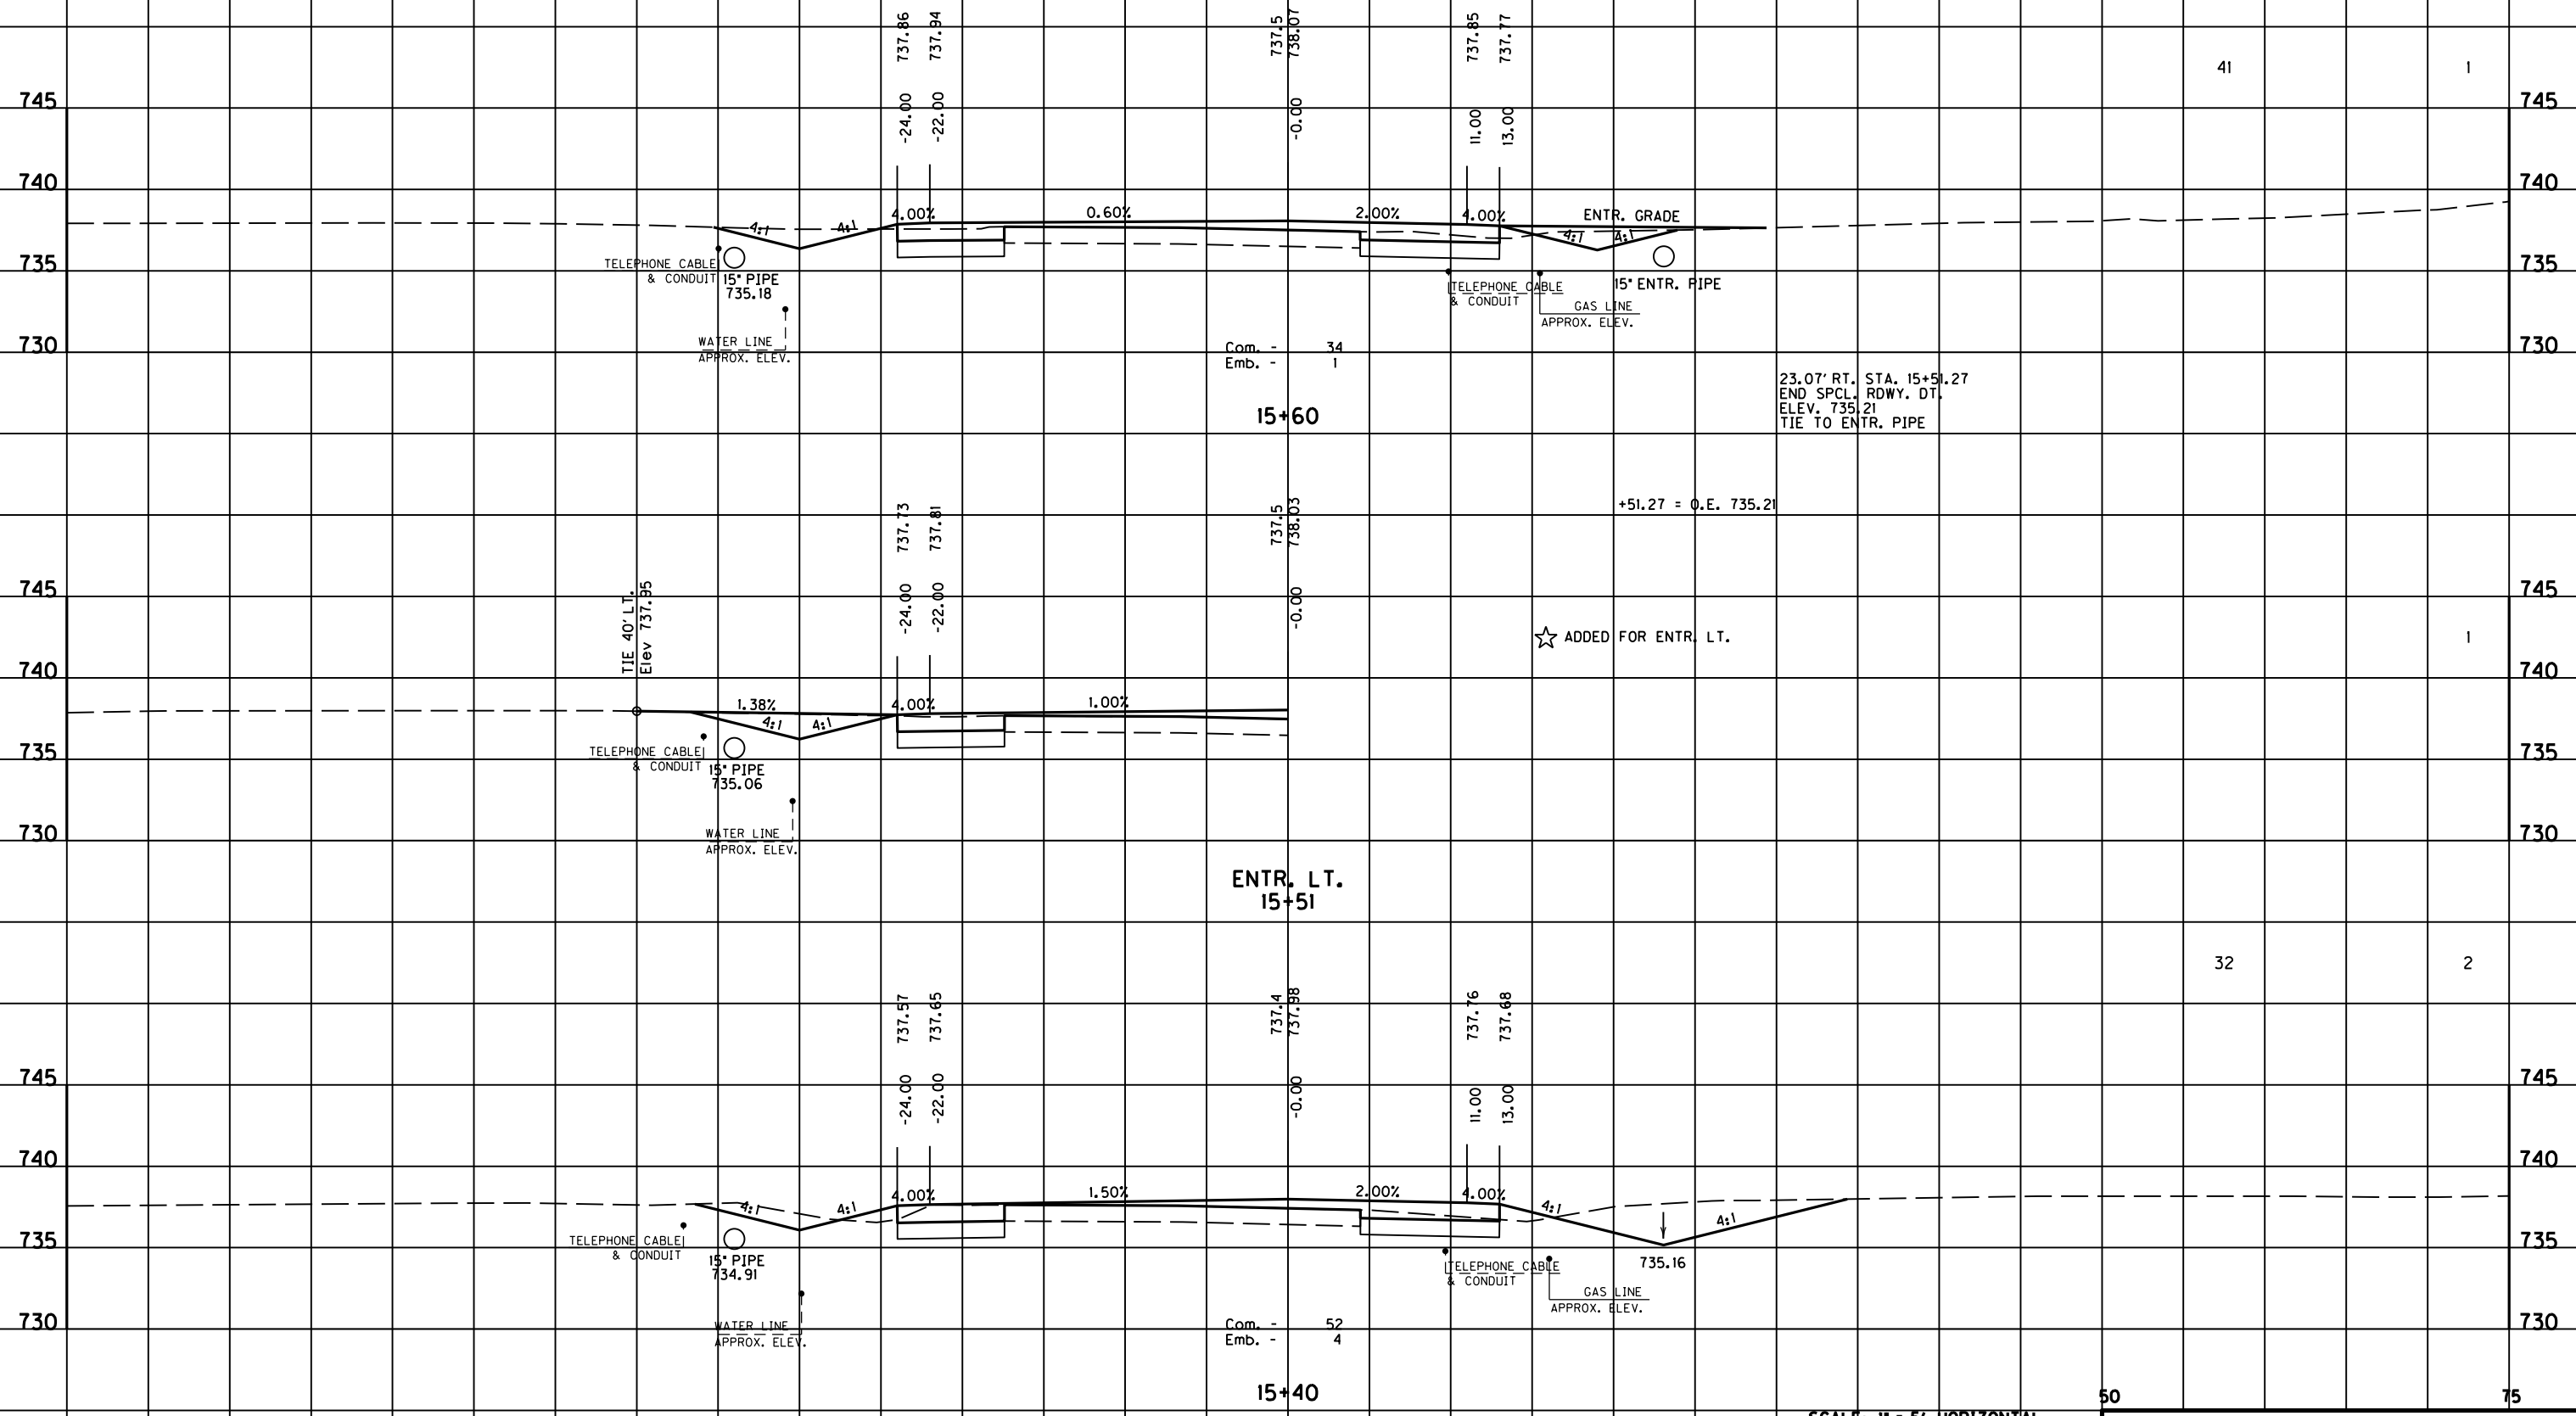 737.86
737.94
737.5
738.07
737.85
737.77
41
1
745
-24.00
-22.00
-0.00
11.00
13.00
745
740
740
4.00%
0.60%
2.00%
4.00%
ENTR. GRADE
4:1
4:1
4:1
4:1
735
735
TELEPHONE CABLE
& CONDUIT
15" PIPE
735.18
TELEPHONE CABLE
& CONDUIT
15" ENTR. PIPE
GAS LINE
APPROX. ELEV.
WATER LINE
APPROX. ELEV.
730
730
Com. - 34
Emb. - 1
15+60
23.07' RT. STA. 15+51.27
END SPCL. RDWY. DT.
ELEV. 735.21
TIE TO ENTR. PIPE
+51.27 = O.E. 735.21
737.73
737.81
737.5
738.03
745
TIE 40' LT.
Elev 737.95
-24.00
-22.00
-0.00
745
☆ ADDED FOR ENTR. LT.
1
740
740
1.38%
4.00%
1.00%
4:1
4:1
735
735
TELEPHONE CABLE
& CONDUIT
15" PIPE
735.06
WATER LINE
APPROX. ELEV.
730
730
ENTR. LT.
15+51
32
2
737.57
737.65
737.4
737.98
737.76
737.68
745
-24.00
-22.00
-0.00
11.00
13.00
745
740
740
4.00%
1.50%
2.00%
4.00%
4:1
4:1
4:1
4:1
735
735
TELEPHONE CABLE
& CONDUIT
15" PIPE
734.91
TELEPHONE CABLE
& CONDUIT
735.16
GAS LINE
APPROX. ELEV.
WATER LINE
APPROX. ELEV.
730
730
Com. - 52
Emb. - 4
15+40
50
75